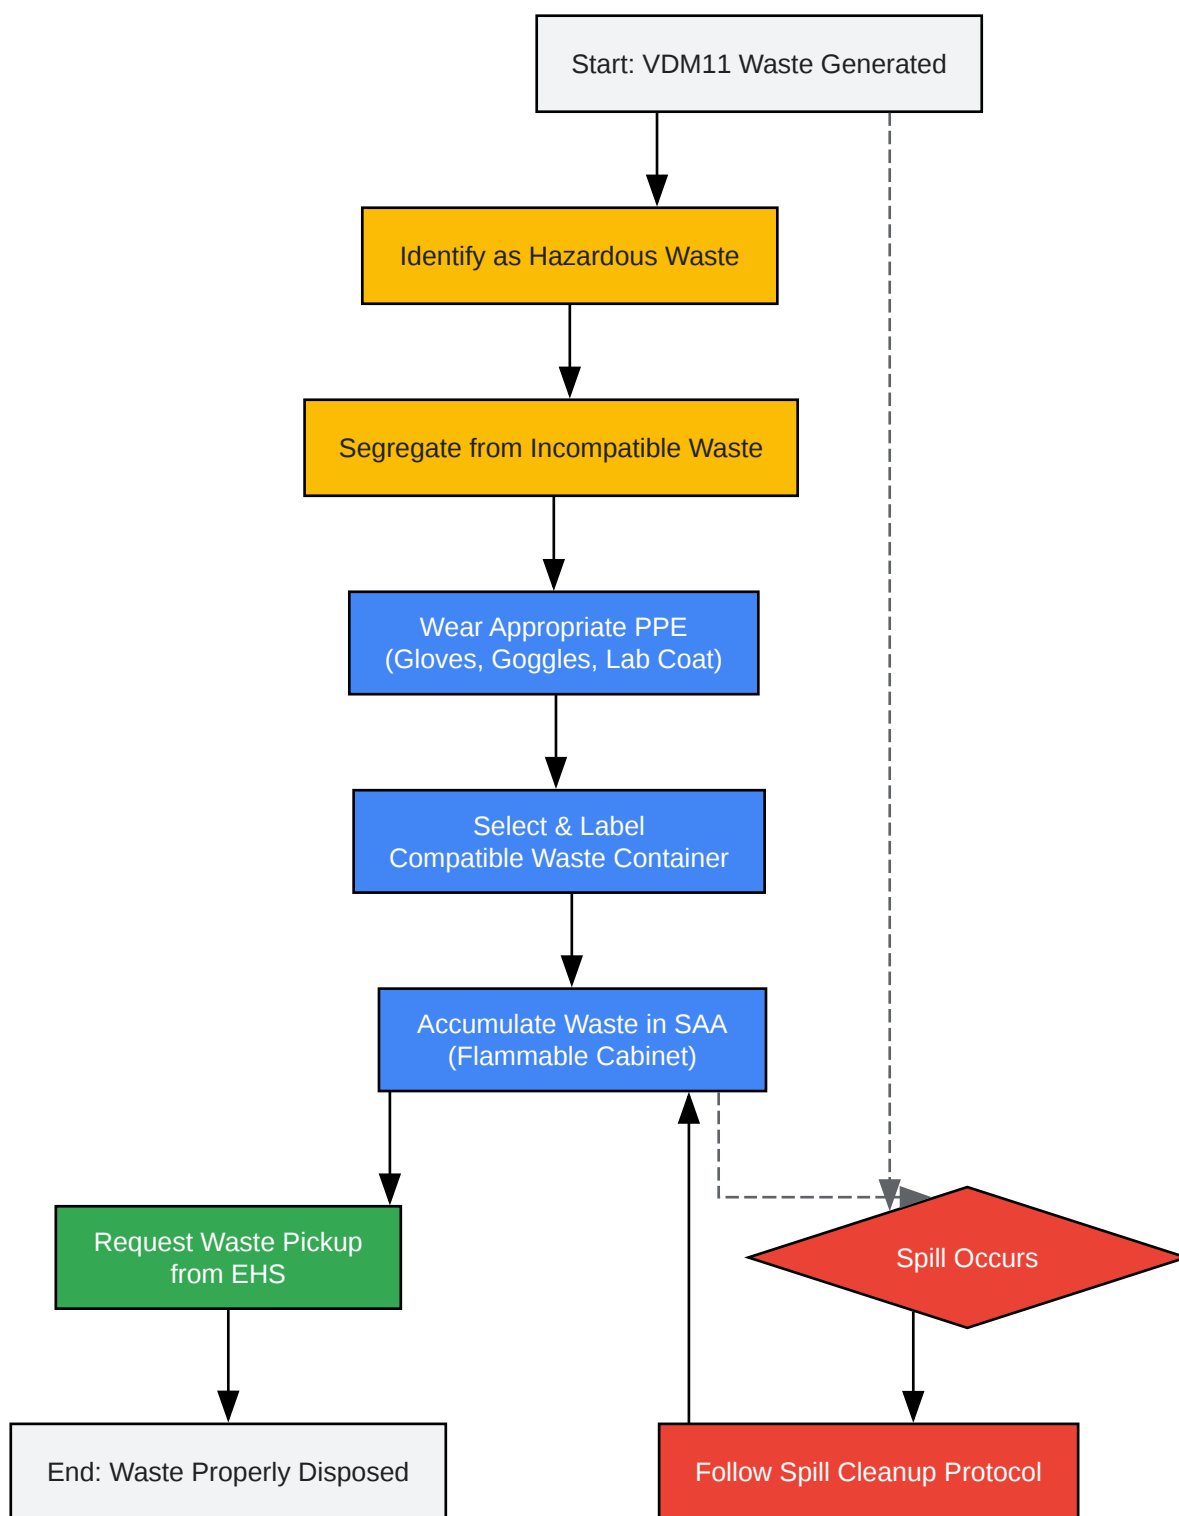 Start: VDM11 Waste Generated
Identify as Hazardous Waste
Segregate from Incompatible Waste
Wear Appropriate PPE
(Gloves, Goggles, Lab Coat)
Select & Label
Compatible Waste Container
Accumulate Waste in SAA
(Flammable Cabinet)
Request Waste Pickup
from EHS
Spill Occurs
End: Waste Properly Disposed
Follow Spill Cleanup Protocol